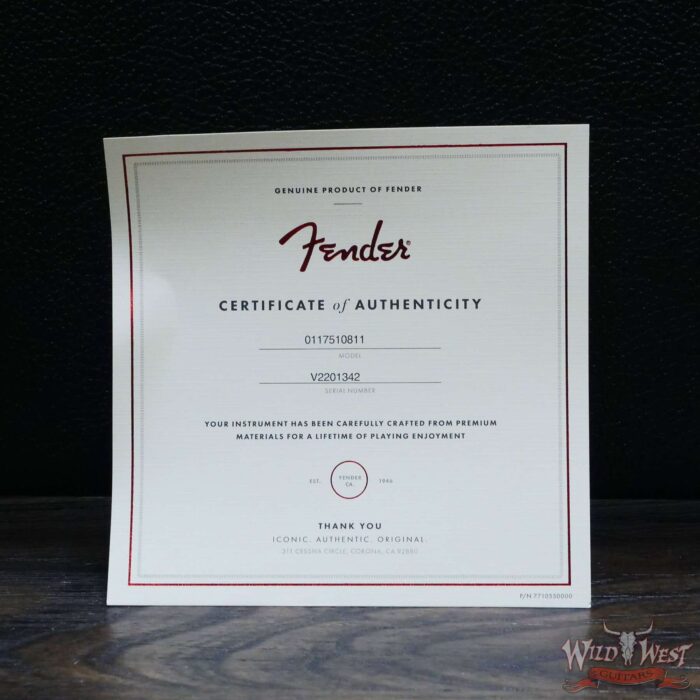 GENUINE PRODUCT OF FENDER
Fender
CERTIFICATE of AUTHENTICITY
0117510811
MODEL
V2201342
SERIAL NUMBER
YOUR INSTRUMENT HAS BEEN CAREFULLY CRAFTED FROM PREMIUM
MATERIALS FOR A LIFETIME OF PLAYING ENJOYMENT
EST. FENDER CA. 1946
THANK YOU
ICONIC. AUTHENTIC. ORIGINAL.
311 CESSNA CIRCLE, CORONA, CA 92880
P/N 7710550000
WILD WEST
GUITARS